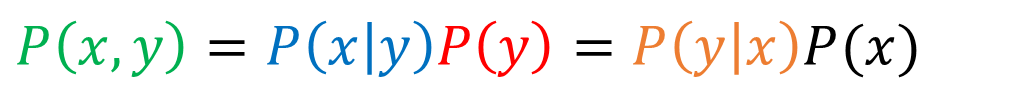 P(x, y) = P(x|y)P(y) = P(y|x)P(x)